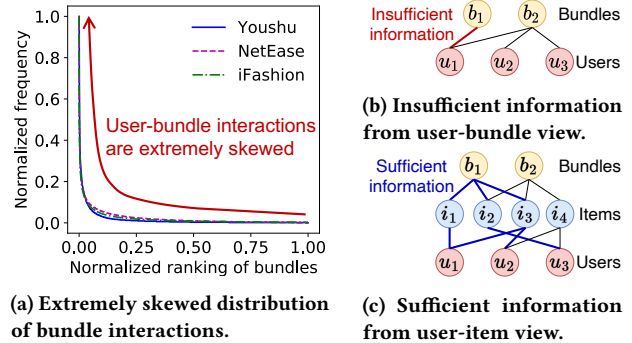 Normalized frequency
1.0
0.8
0.6
0.4
0.2
0.0
Youshu
NetEase
iFashion
User-bundle interactions
are extremely skewed
0.00 0.25 0.50 0.75 1.00
Normalized ranking of bundles
(a) Extremely skewed distribution
of bundle interactions.
Insufficient
information
b1 b2 Bundles
u1 u2 u3 Users
(b) Insufficient information
from user-bundle view.
Sufficient
information
b1 b2 Bundles
i1 i2 i3 i4 Items
u1 u2 u3 Users
(c) Sufficient information
from user-item view.